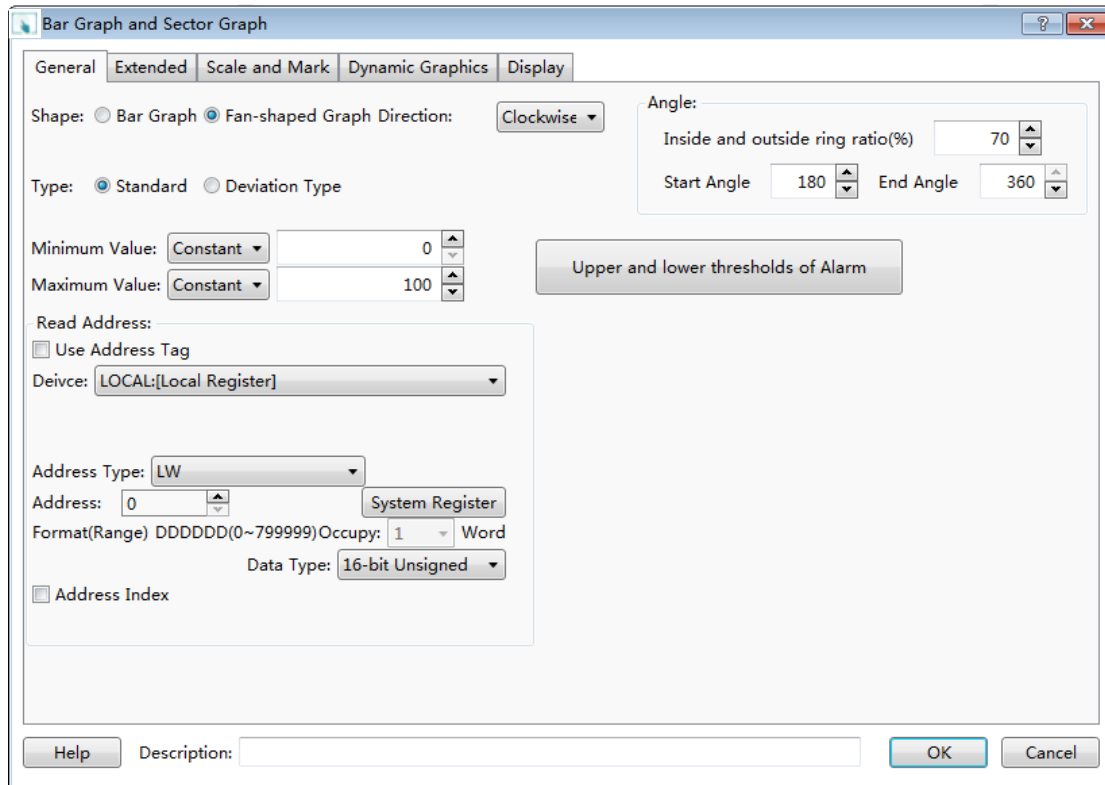 Bar Graph and Sector Graph
General Extended Scale and Mark Dynamic Graphics Display
Shape: Bar Graph Fan-shaped Graph Direction: Clockwise
Angle:
Inside and outside ring ratio(%) 70
Start Angle 180 End Angle 360
Type: Standard Deviation Type
Minimum Value: Constant 0
Maximum Value: Constant 100
Upper and lower thresholds of Alarm
Read Address:
Use Address Tag
Deivce: LOCAL:[Local Register]
Address Type: LW
Address: 0 System Register
Format(Range) DDDDDD(0~799999) Occupy: 1 Word
Data Type: 16-bit Unsigned
Address Index
Help Description: OK Cancel